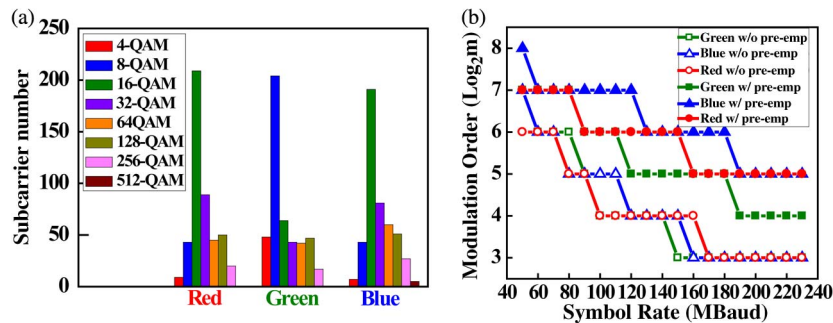 (a)
250
200
150
100
50
0
Subcarrier number
4-QAM
8-QAM
16-QAM
32-QAM
64QAM
128-QAM
256-QAM
512-QAM
Red Green Blue
(b)
8
7
6
5
4
3
Modulation Order (Log2m)
Green w/o pre-emp
Blue w/o pre-emp
Red w/o pre-emp
Green w/ pre-emp
Blue w/ pre-emp
Red w/ pre-emp
40 60 80 100 120 140 160 180 200 220 240
Symbol Rate (MBaud)